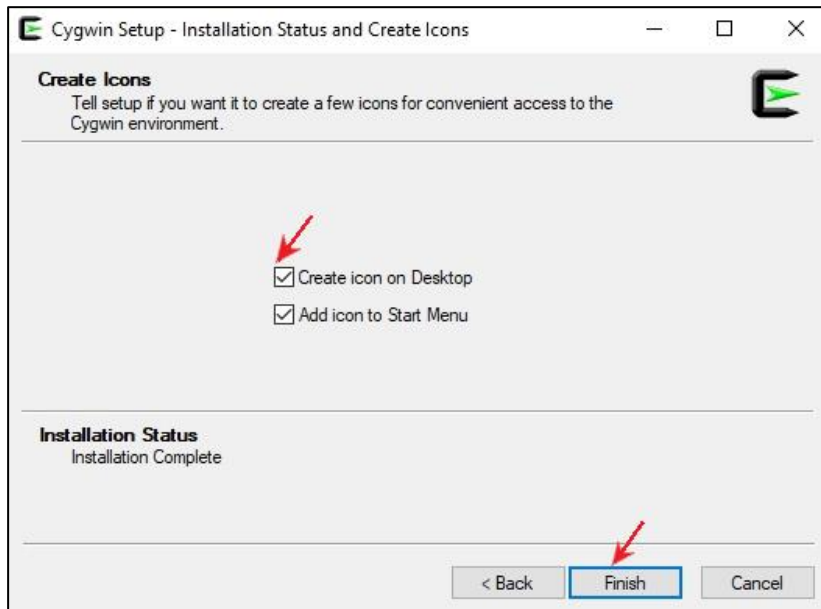 Cygwin Setup - Installation Status and Create Icons
Create Icons
Tell setup if you want it to create a few icons for convenient access to the
Cygwin environment.
Create icon on Desktop
Add icon to Start Menu
Installation Status
Installation Complete
< Back Finish Cancel